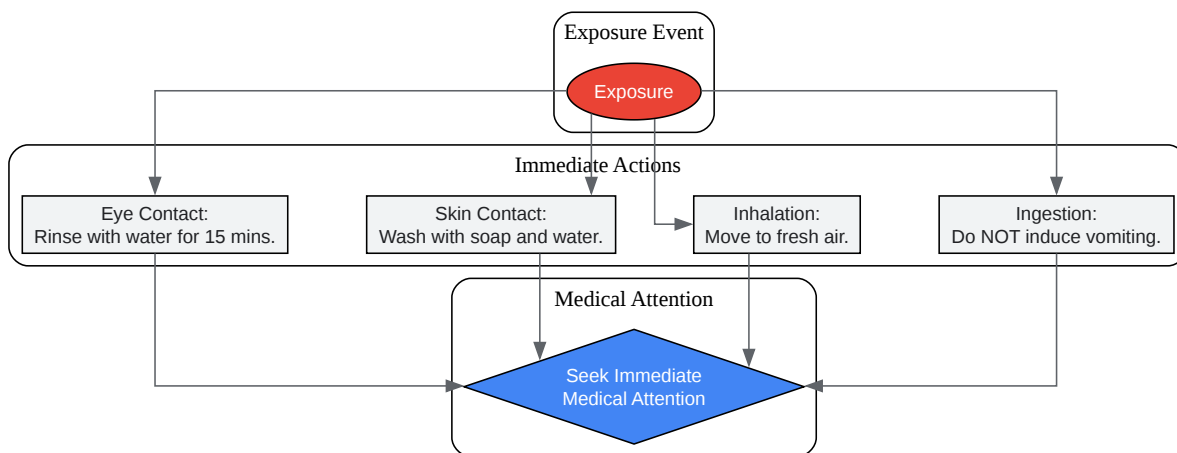 Exposure Event
Exposure
Immediate Actions
Eye Contact:
Rinse with water for 15 mins.
Skin Contact:
Wash with soap and water.
Inhalation:
Move to fresh air.
Ingestion:
Do NOT induce vomiting.
Medical Attention
Seek Immediate
Medical Attention